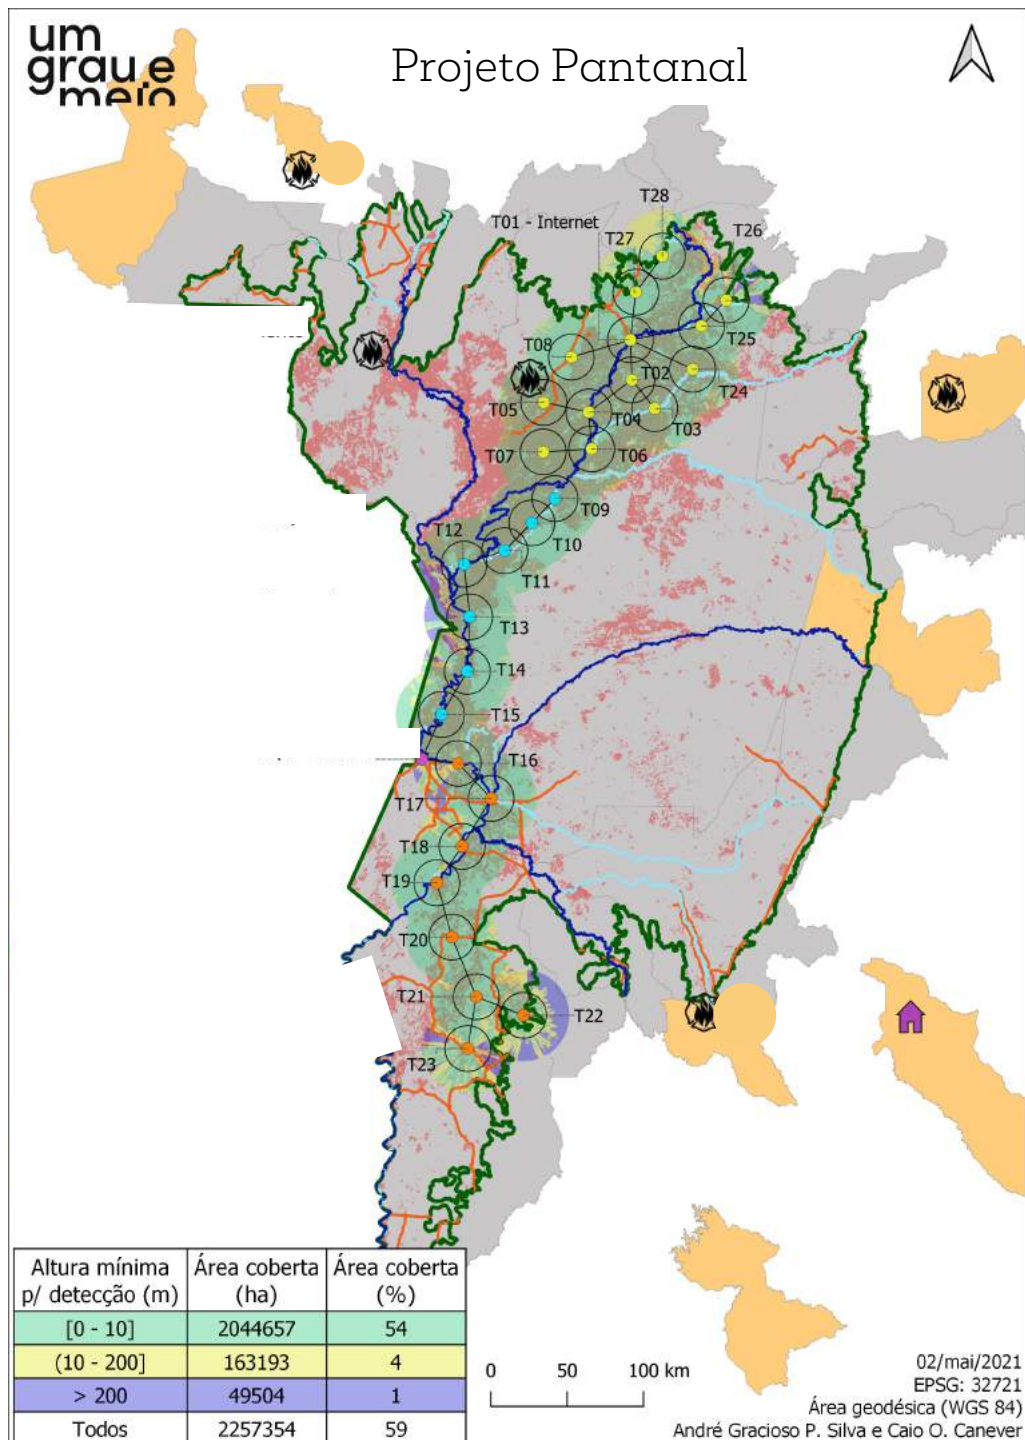 um
grau e
meio
Projeto Pantanal
T28
T01 - Internet
T27
T26
T08
T25
T02
T24
T05
T04
T03
T07
T06
T09
T12
T10
T11
T13
T14
T15
T16
T17
T18
T19
T20
T21
T22
T23
Altura mínima
p/ detecção (m)
Área coberta
(ha)
Área coberta
(%)
[0 - 10] 2044657 54
(10 - 200] 163193 4
> 200 49504 1
Todos 2257354 59
0 50 100 km
02/mai/2021
EPSG: 32721
Área geodésica (WGS 84)
André Gracioso P. Silva e Caio O. Canever